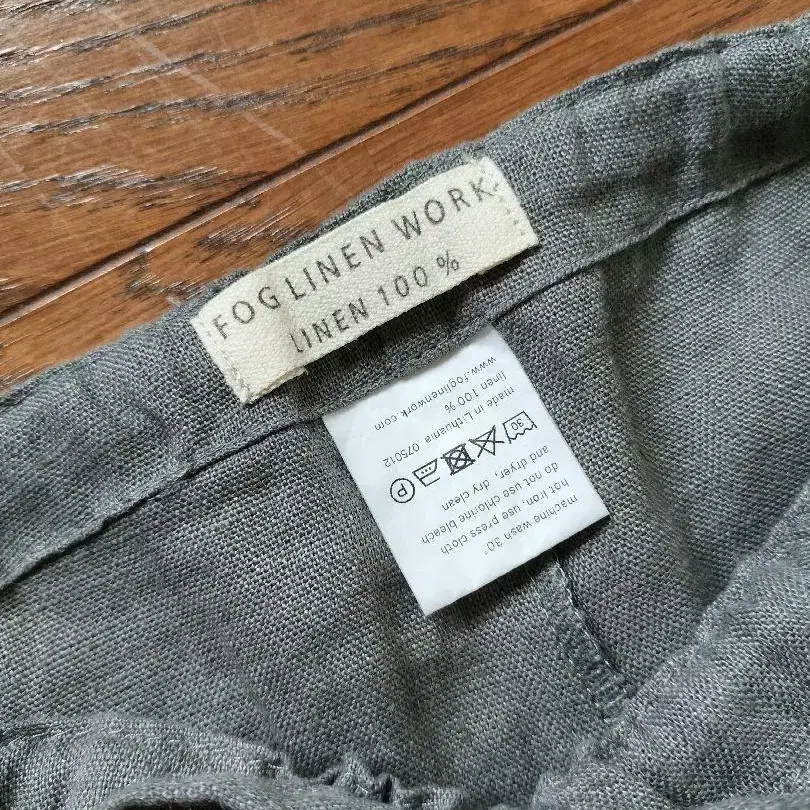 FOG LINEN WORK
LINEN 100 %
www.foglinenwork.com
linen 100 %
made in Lithuania 075012
30
P
machine wash 30°
hot iron, use press cloth
do not use chlorine bleach
and dryer, dry clean